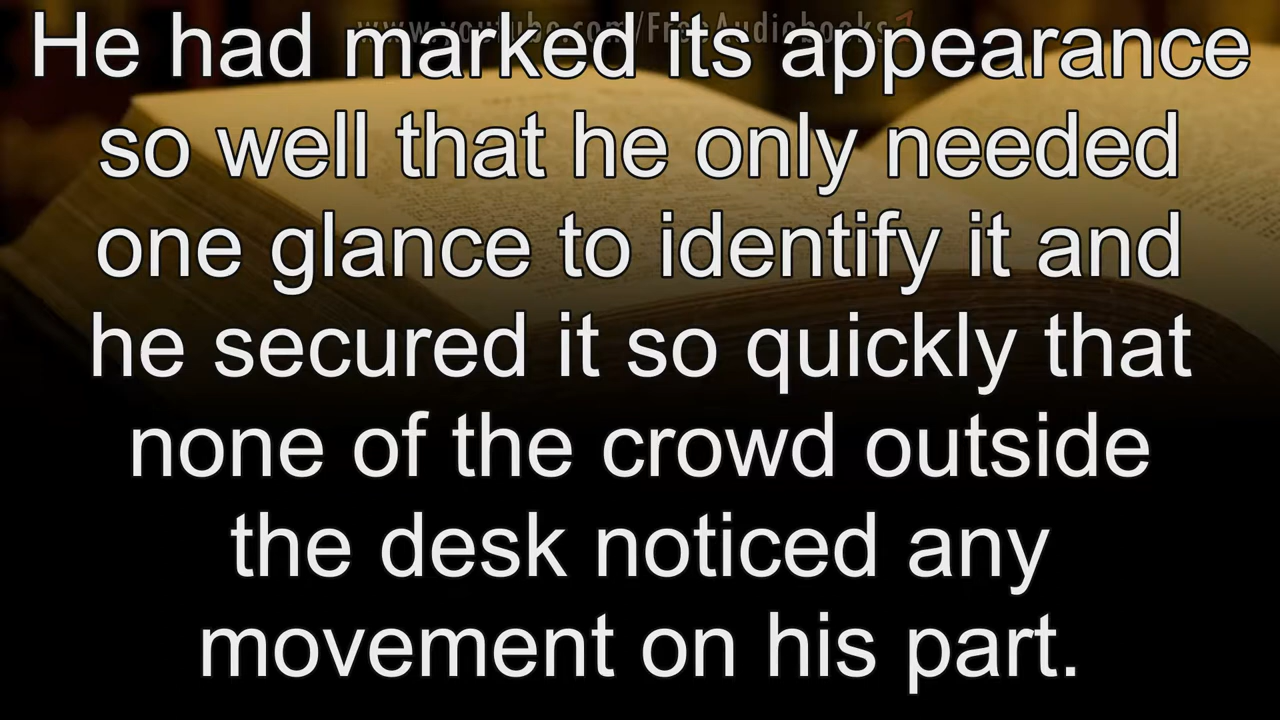 www.youtube.com/FreeAudiobooks1
He had marked its appearance
so well that he only needed
one glance to identify it and
he secured it so quickly that
none of the crowd outside
the desk noticed any
movement on his part.